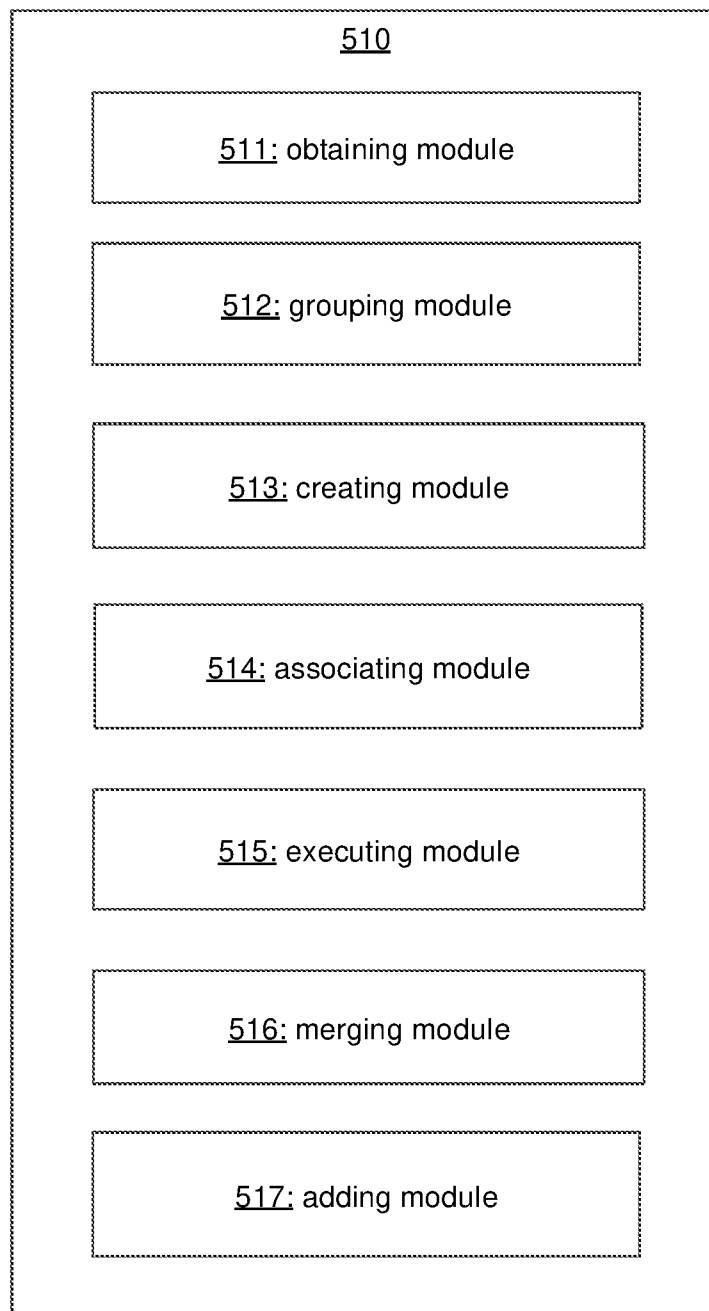 510
511: obtaining module
512: grouping module
513: creating module
514: associating module
515: executing module
516: merging module
517: adding module